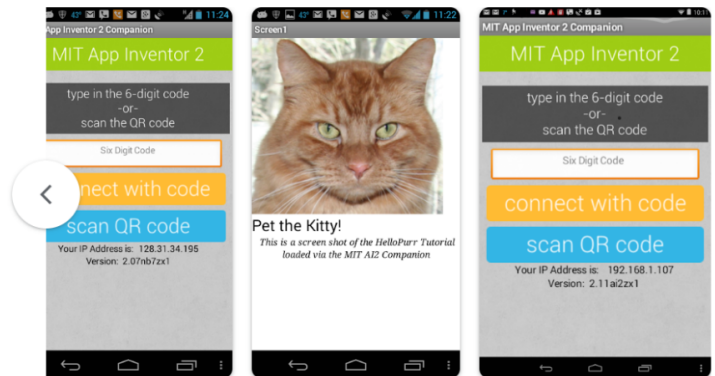 43° 11:24
App Inventor 2 Companion
MIT App Inventor 2
type in the 6-digit code
-or-
scan the QR code
Six Digit Code
nect with code
scan QR code
Your IP Address is: 128.31.34.195
Version: 2.07nb7zx1
43° 11:22
Screen1
Pet the Kitty!
This is a screen shot of the HelloPurr Tutorial
loaded via the MIT AI2 Companion
10:11
MIT App Inventor 2 Companion
MIT App Inventor 2
type in the 6-digit code
-or-
scan the QR code
Six Digit Code
connect with code
scan QR code
Your IP Address is: 192.168.1.107
Version: 2.11ai2zx1